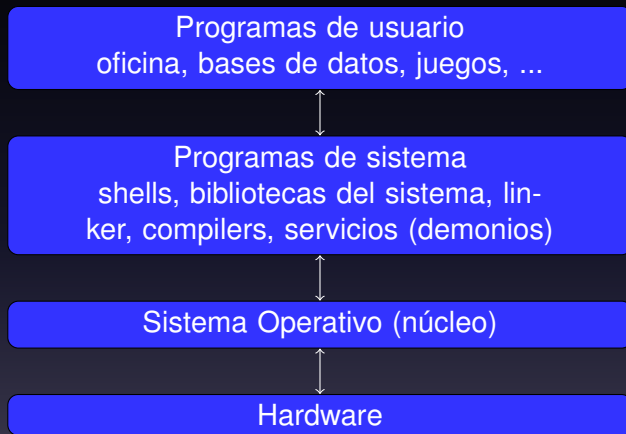 Programas de usuario
oficina, bases de datos, juegos, ...
Programas de sistema
shells, bibliotecas del sistema, lin-
ker, compilers, servicios (demonios)
Sistema Operativo (núcleo)
Hardware